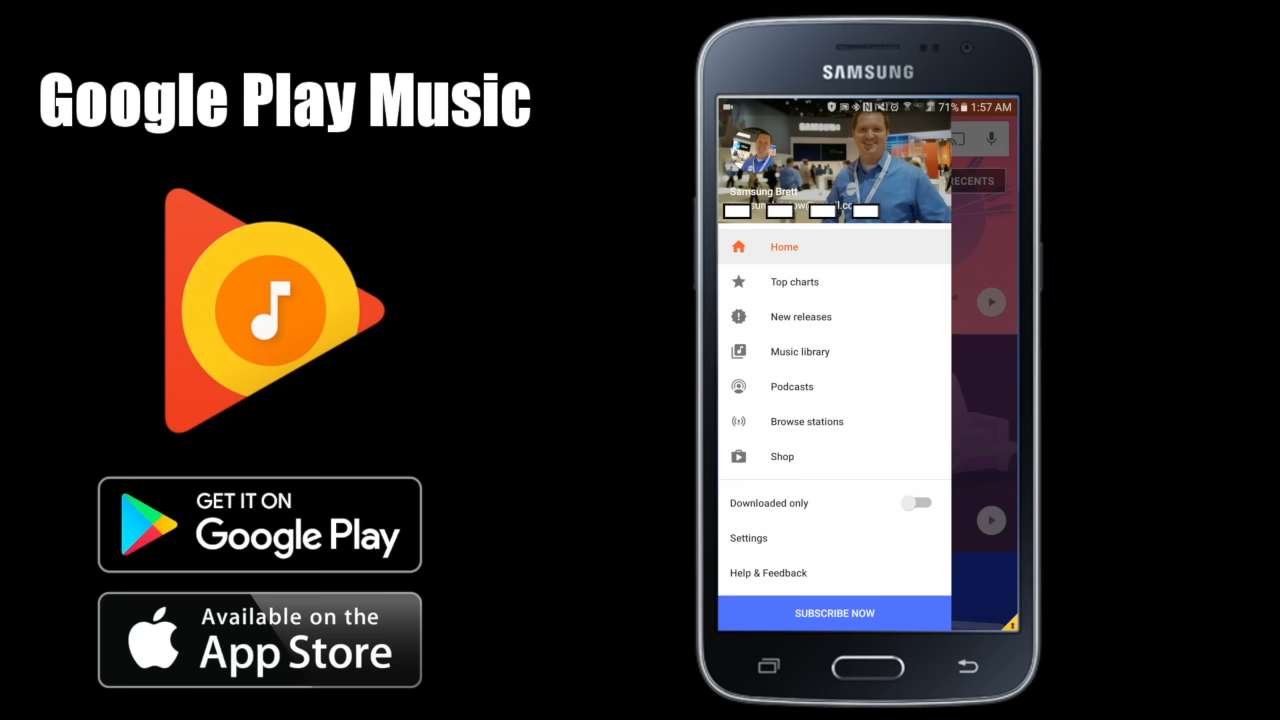 Google Play Music
GET IT ON
Google Play
Available on the
App Store
SAMSUNG
71% 1:57 AM
SAMSUNG
Samsung Brett
RECENTS
Home
Top charts
New releases
Music library
Podcasts
Browse stations
Shop
Downloaded only
Settings
Help & Feedback
SUBSCRIBE NOW